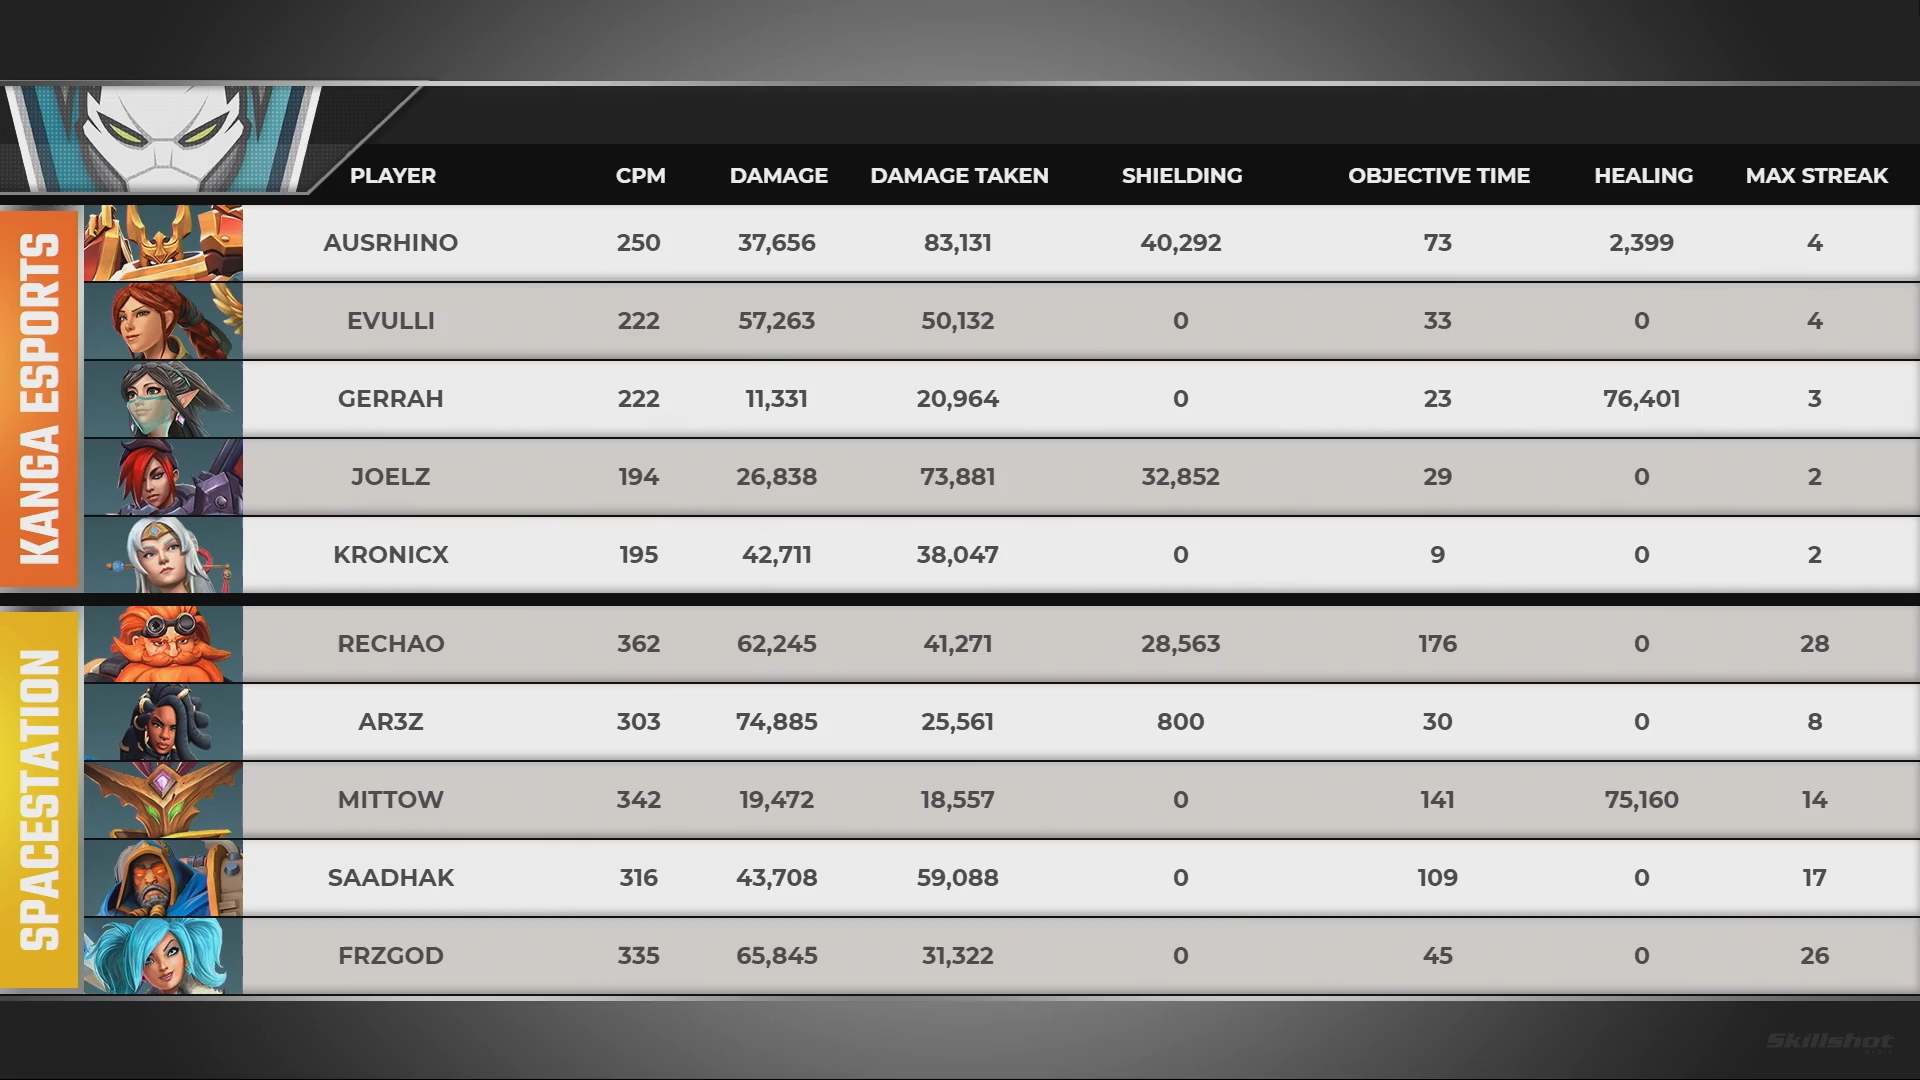 PLAYER CPM DAMAGE DAMAGE TAKEN SHIELDING OBJECTIVE TIME HEALING MAX STREAK
KANGA ESPORTS
AUSRHINO 250 37,656 83,131 40,292 73 2,399 4
EVULLI 222 57,263 50,132 0 33 0 4
GERRAH 222 11,331 20,964 0 23 76,401 3
JOELZ 194 26,838 73,881 32,852 29 0 2
KRONICX 195 42,711 38,047 0 9 0 2
SPACESTATION
RECHAO 362 62,245 41,271 28,563 176 0 28
AR3Z 303 74,885 25,561 800 30 0 8
MITTOW 342 19,472 18,557 0 141 75,160 14
SAADHAK 316 43,708 59,088 0 109 0 17
FRZGOD 335 65,845 31,322 0 45 0 26
Skillshot